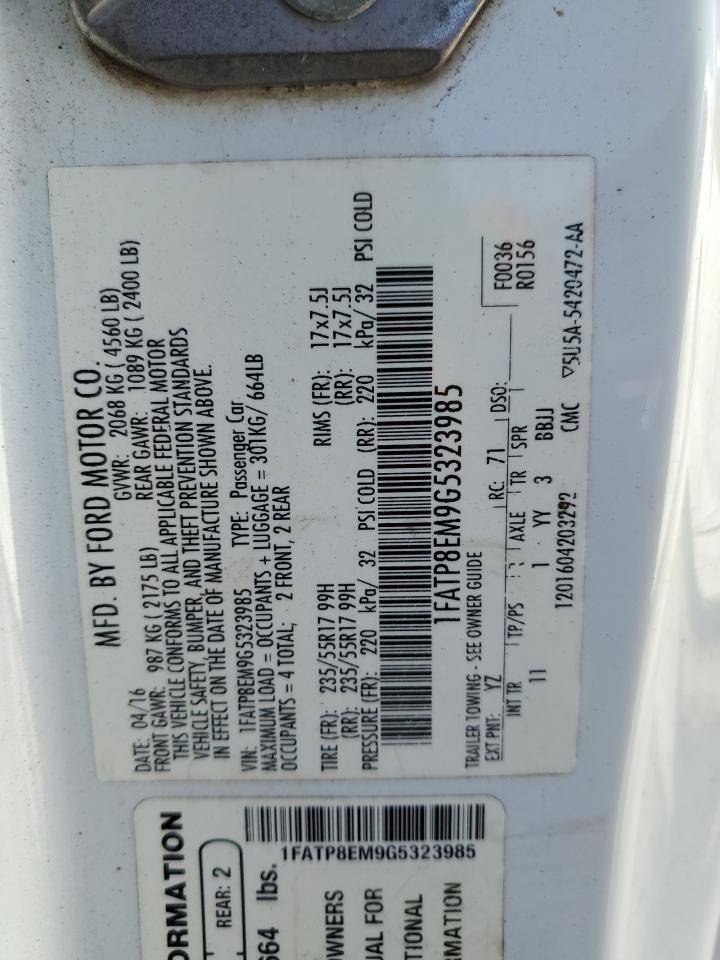 MFD. BY FORD MOTOR CO.
DATE: 04/16 GVWR: 2068 KG ( 4560 LB)
FRONT GAWR: 987 KG ( 2175 LB) REAR GAWR: 1089 KG ( 2400 LB)
THIS VEHICLE CONFORMS TO ALL APPLICABLE FEDERAL MOTOR
VEHICLE SAFETY, BUMPER, AND THEFT PREVENTION STANDARDS
IN EFFECT ON THE DATE OF MANUFACTURE SHOWN ABOVE.
VIN: 1FATP8EM9G5323985 TYPE: Passenger Car
MAXIMUM LOAD = OCCUPANTS + LUGGAGE = 301KG/ 664LB
OCCUPANTS = 4 TOTAL; 2 FRONT, 2 REAR
TIRE (FR): 235/55R17 99H RIMS (FR): 17x7.5J
(RR): 235/55R17 99H (RR): 17x7.5J
PRESSURE (FR): 220 kPa/ 32 PSI COLD (RR): 220 kPa/ 32 PSI COLD
1FATP8EM9G5323985
TRAILER TOWING - SEE OWNER GUIDE
EXT PNT: YZ RC: 71 DSO: F0036
R0156
INT TR TP/PS AXLE TR SPR
11 1 YY 3 BBJJ
1201604203292 CMC ▽5U5A-5420472-AA
1FATP8EM9G5323985
ORMATION
REAR: 2
664 lbs.
OWNERS
UAL FOR
TIONAL
RMATION